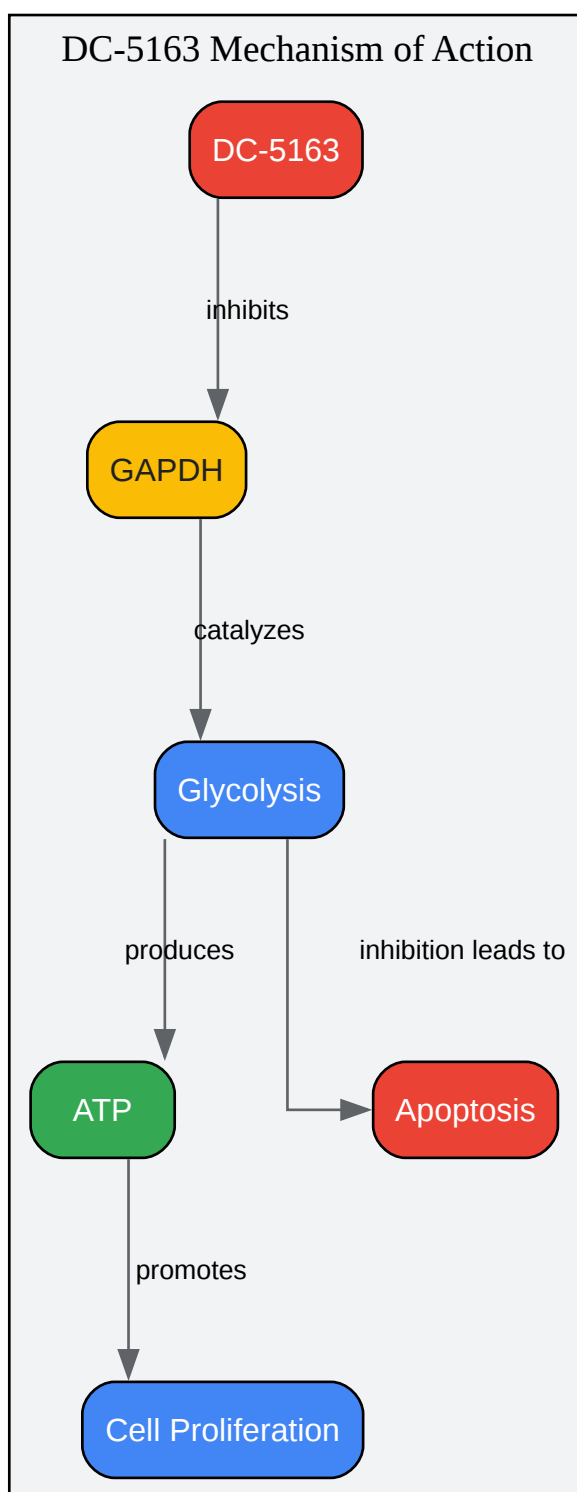 DC-5163 Mechanism of Action
DC-5163
inhibits
GAPDH
catalyzes
Glycolysis
produces
inhibition leads to
ATP
Apoptosis
promotes
Cell Proliferation